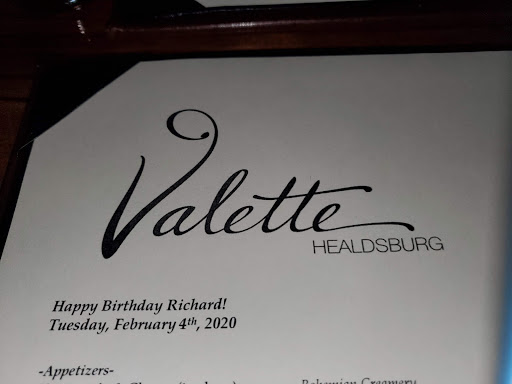 Valette
HEALDSBURG
Happy Birthday Richard!
Tuesday, February 4th, 2020
-Appetizers-
Bohemian Creamery